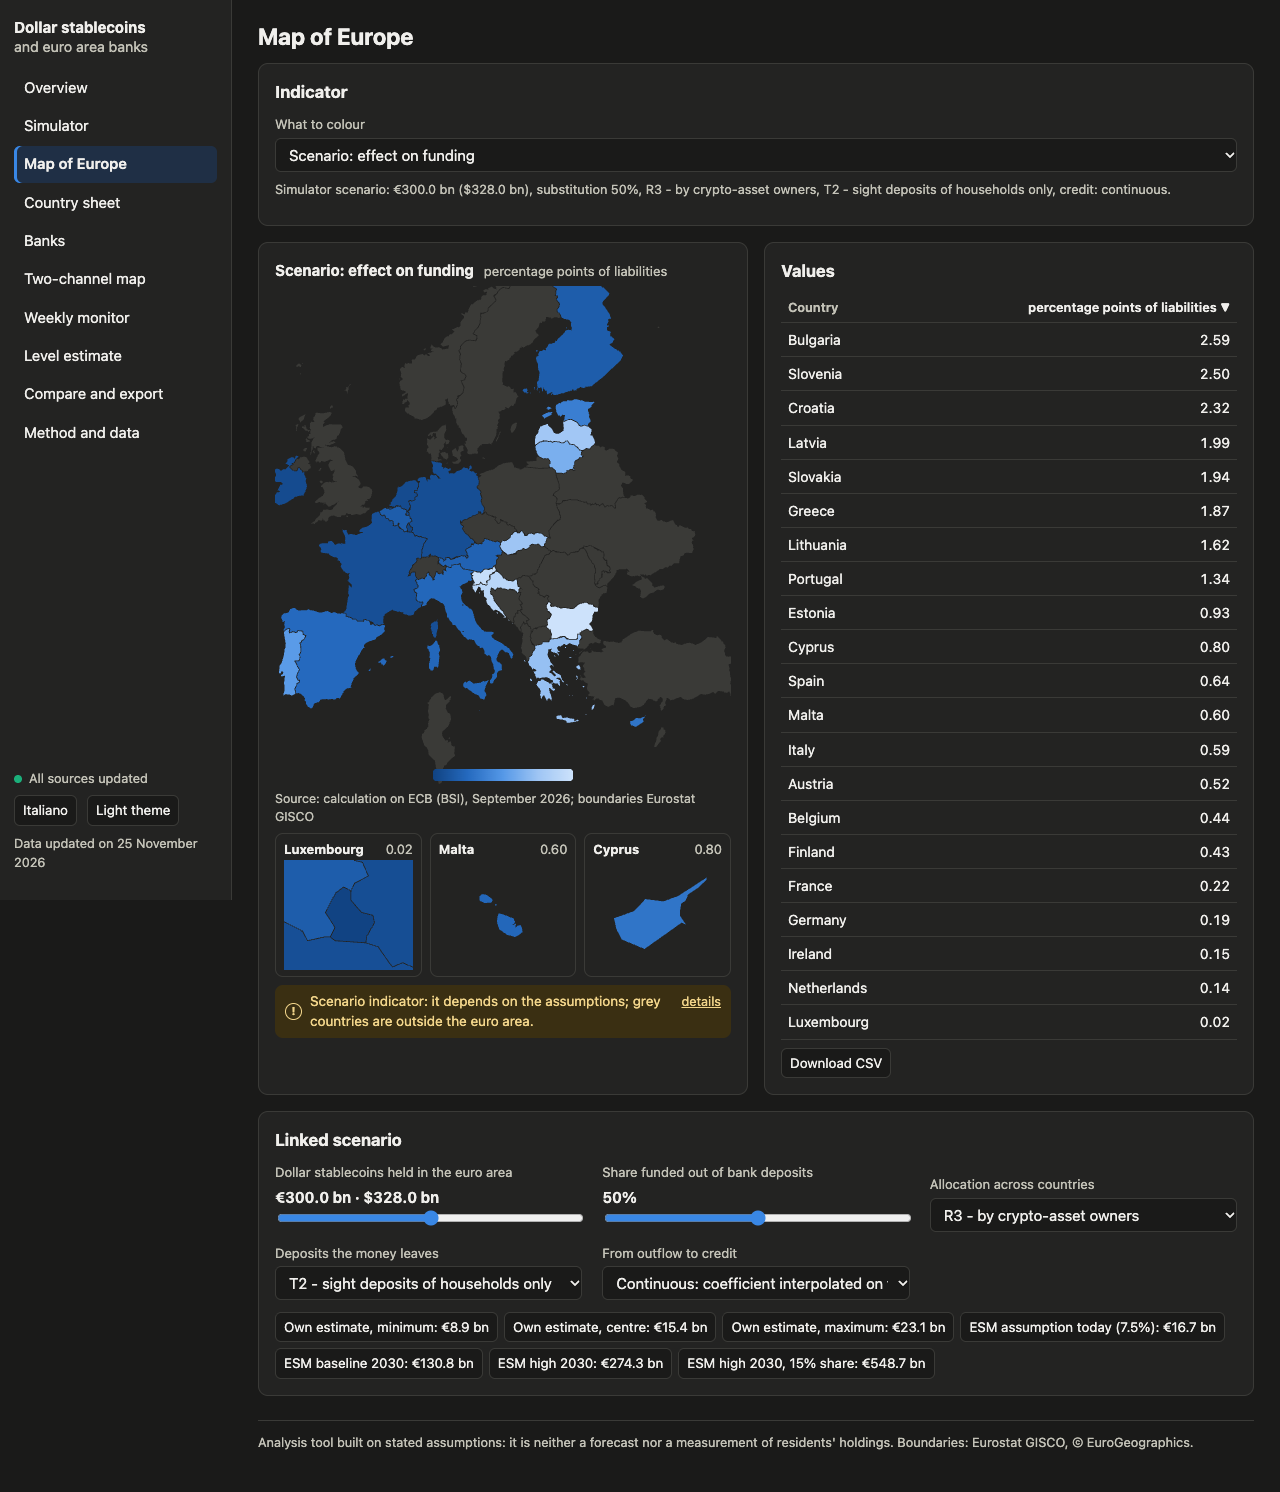 Dollar stablecoins
and euro area banks
Overview
Simulator
Map of Europe
Country sheet
Banks
Two-channel map
Weekly monitor
Level estimate
Compare and export
Method and data
All sources updated
Italiano
Light theme
Data updated on 25 November
2026
Map of Europe
Indicator
What to colour
Scenario: effect on funding
Simulator scenario: €300.0 bn ($328.0 bn), substitution 50%, R3 - by crypto-asset owners, T2 - sight deposits of households only, credit: continuous.
Scenario: effect on funding percentage points of liabilities
Source: calculation on ECB (BSI), September 2026; boundaries Eurostat
GISCO
Luxembourg 0.02
Malta 0.60
Cyprus 0.80
Scenario indicator: it depends on the assumptions; grey
countries are outside the euro area.
details
Values
Country percentage points of liabilities ▼
Bulgaria 2.59
Slovenia 2.50
Croatia 2.32
Latvia 1.99
Slovakia 1.94
Greece 1.87
Lithuania 1.62
Portugal 1.34
Estonia 0.93
Cyprus 0.80
Spain 0.64
Malta 0.60
Italy 0.59
Austria 0.52
Belgium 0.44
Finland 0.43
France 0.22
Germany 0.19
Ireland 0.15
Netherlands 0.14
Luxembourg 0.02
Download CSV
Linked scenario
Dollar stablecoins held in the euro area
€300.0 bn · $328.0 bn
Share funded out of bank deposits
50%
Allocation across countries
R3 - by crypto-asset owners
Deposits the money leaves
T2 - sight deposits of households only
From outflow to credit
Continuous: coefficient interpolated on
Own estimate, minimum: €8.9 bn
Own estimate, centre: €15.4 bn
Own estimate, maximum: €23.1 bn
ESM assumption today (7.5%): €16.7 bn
ESM baseline 2030: €130.8 bn
ESM high 2030: €274.3 bn
ESM high 2030, 15% share: €548.7 bn
Analysis tool built on stated assumptions: it is neither a forecast nor a measurement of residents' holdings. Boundaries: Eurostat GISCO, © EuroGeographics.